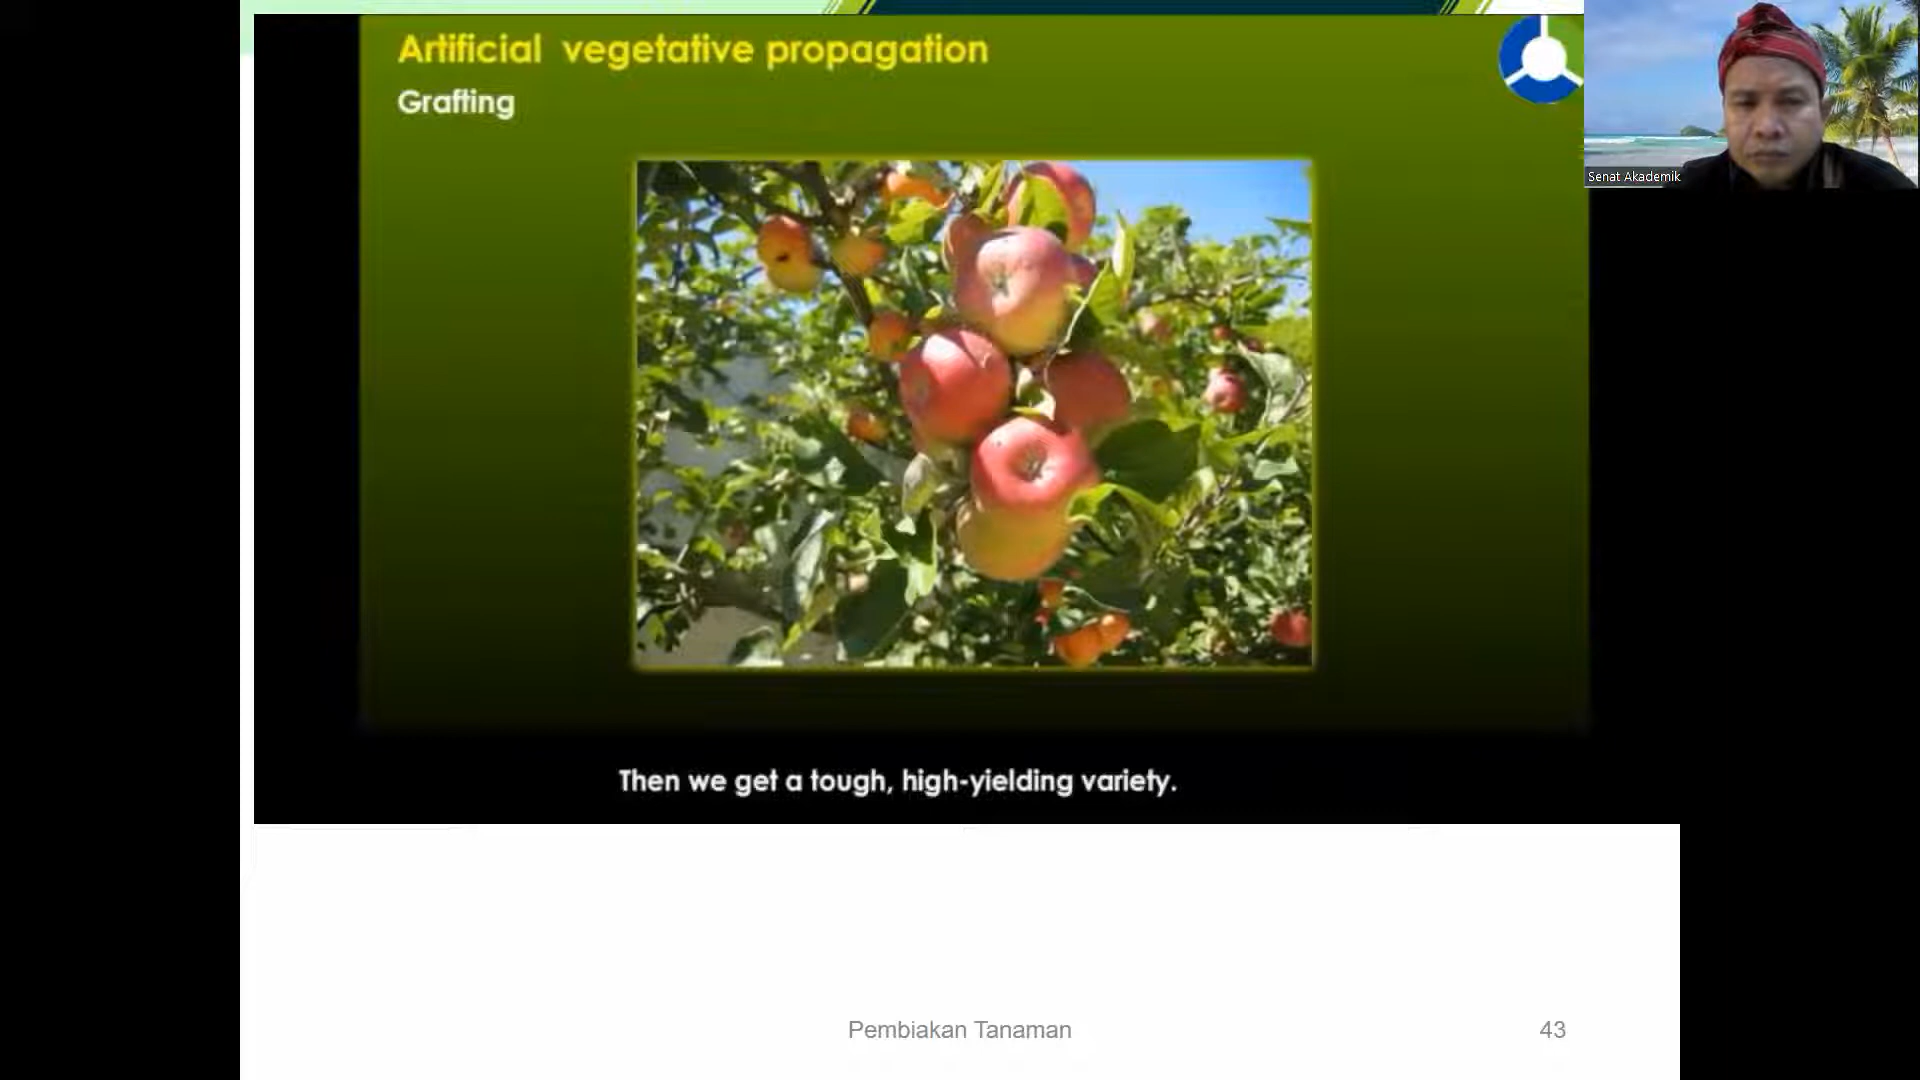 Artificial vegetative propagation
Grafting
Senat Akademik
Then we get a tough, high-yielding variety.
Pembiakan Tanaman
43